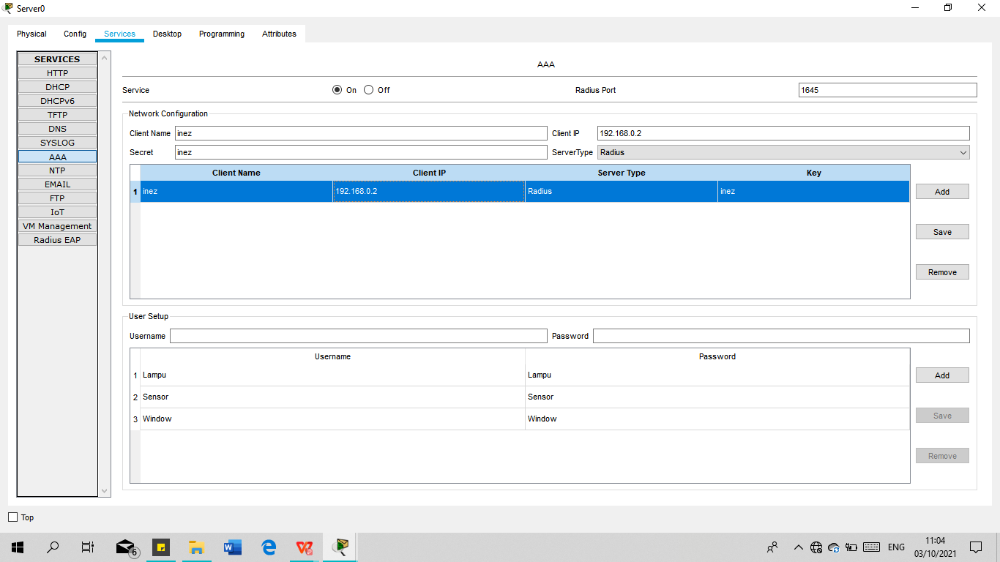 Server0
Physical Config Services Desktop Programming Attributes
SERVICES
HTTP
DHCP
DHCPv6
TFTP
DNS
SYSLOG
AAA
NTP
EMAIL
FTP
IoT
VM Management
Radius EAP
AAA
Service On Off Radius Port 1645
Network Configuration
Client Name inez Client IP 192.168.0.2
Secret inez ServerType Radius
Client Name Client IP Server Type Key
1 inez 192.168.0.2 Radius inez
Add
Save
Remove
User Setup
Username Password
Username Password
1 Lampu Lampu
2 Sensor Sensor
3 Window Window
Add
Save
Remove
Top
6
ENG
11:04
03/10/2021